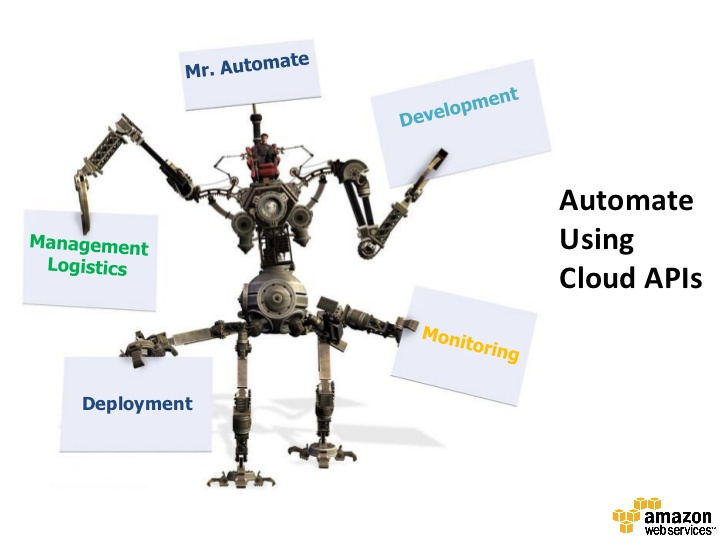 Mr. Automate
Development
Automate
Using
Cloud APIs
Management
Logistics
Monitoring
Deployment
amazon
webservices™